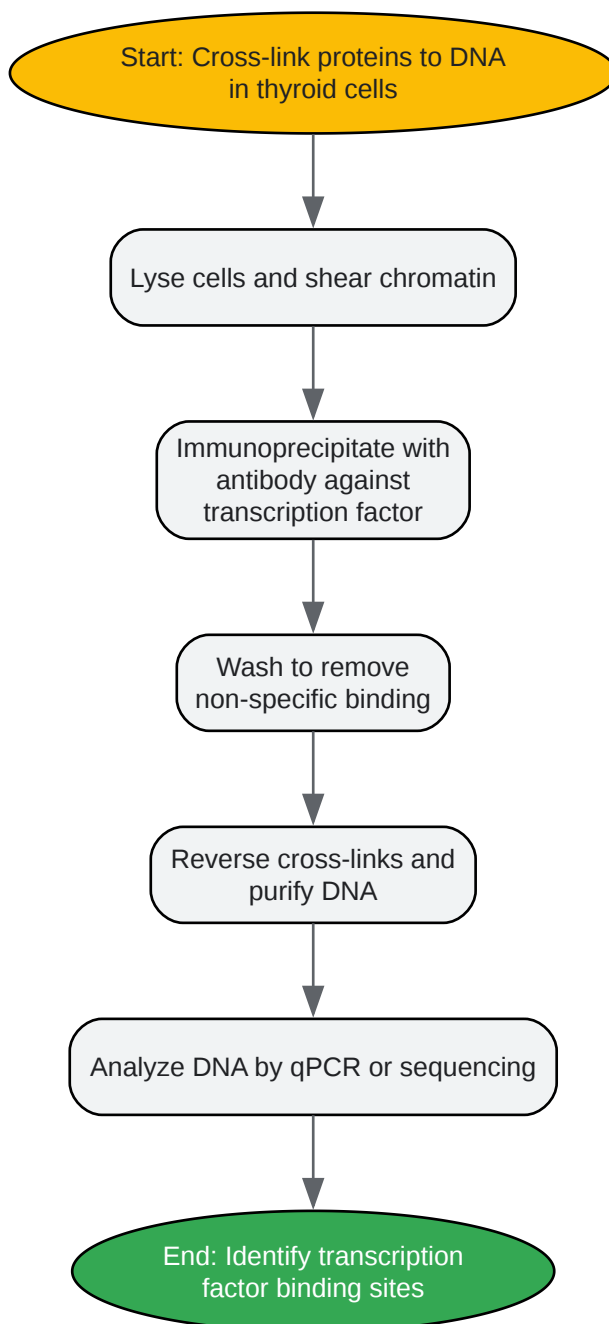 Start: Cross-link proteins to DNA
in thyroid cells
Lyse cells and shear chromatin
Immunoprecipitate with
antibody against
transcription factor
Wash to remove
non-specific binding
Reverse cross-links and
purify DNA
Analyze DNA by qPCR or sequencing
End: Identify transcription
factor binding sites